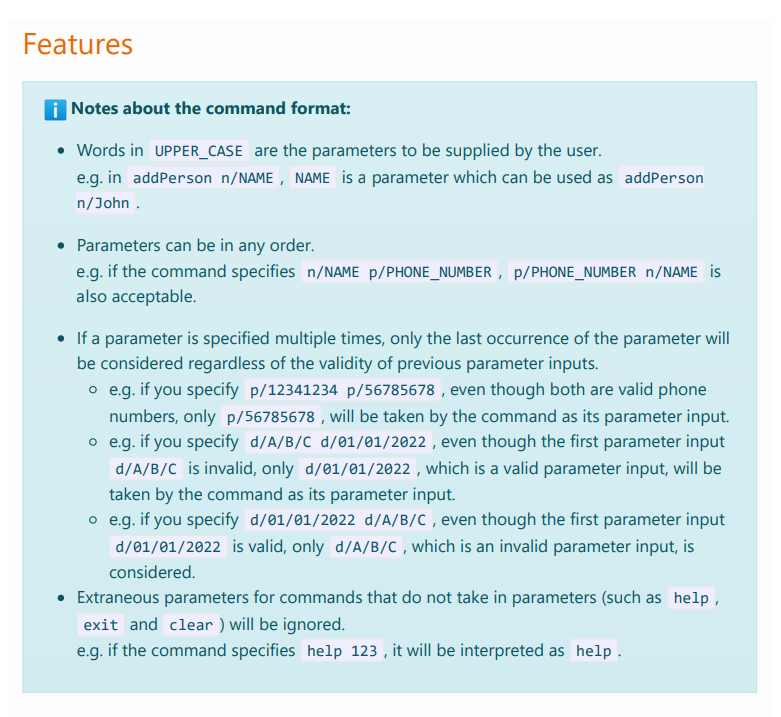 Features
Notes about the command format:
• Words in UPPER_CASE are the parameters to be supplied by the user.
e.g. in addPerson n/NAME , NAME is a parameter which can be used as addPerson
n/John .
• Parameters can be in any order.
e.g. if the command specifies n/NAME p/PHONE_NUMBER , p/PHONE_NUMBER n/NAME is
also acceptable.
• If a parameter is specified multiple times, only the last occurrence of the parameter will
be considered regardless of the validity of previous parameter inputs.
○ e.g. if you specify p/12341234 p/56785678 , even though both are valid phone
numbers, only p/56785678 , will be taken by the command as its parameter input.
○ e.g. if you specify d/A/B/C d/01/01/2022 , even though the first parameter input
d/A/B/C is invalid, only d/01/01/2022 , which is a valid parameter input, will be
taken by the command as its parameter input.
○ e.g. if you specify d/01/01/2022 d/A/B/C , even though the first parameter input
d/01/01/2022 is valid, only d/A/B/C , which is an invalid parameter input, is
considered.
• Extraneous parameters for commands that do not take in parameters (such as help ,
exit and clear ) will be ignored.
e.g. if the command specifies help 123 , it will be interpreted as help .